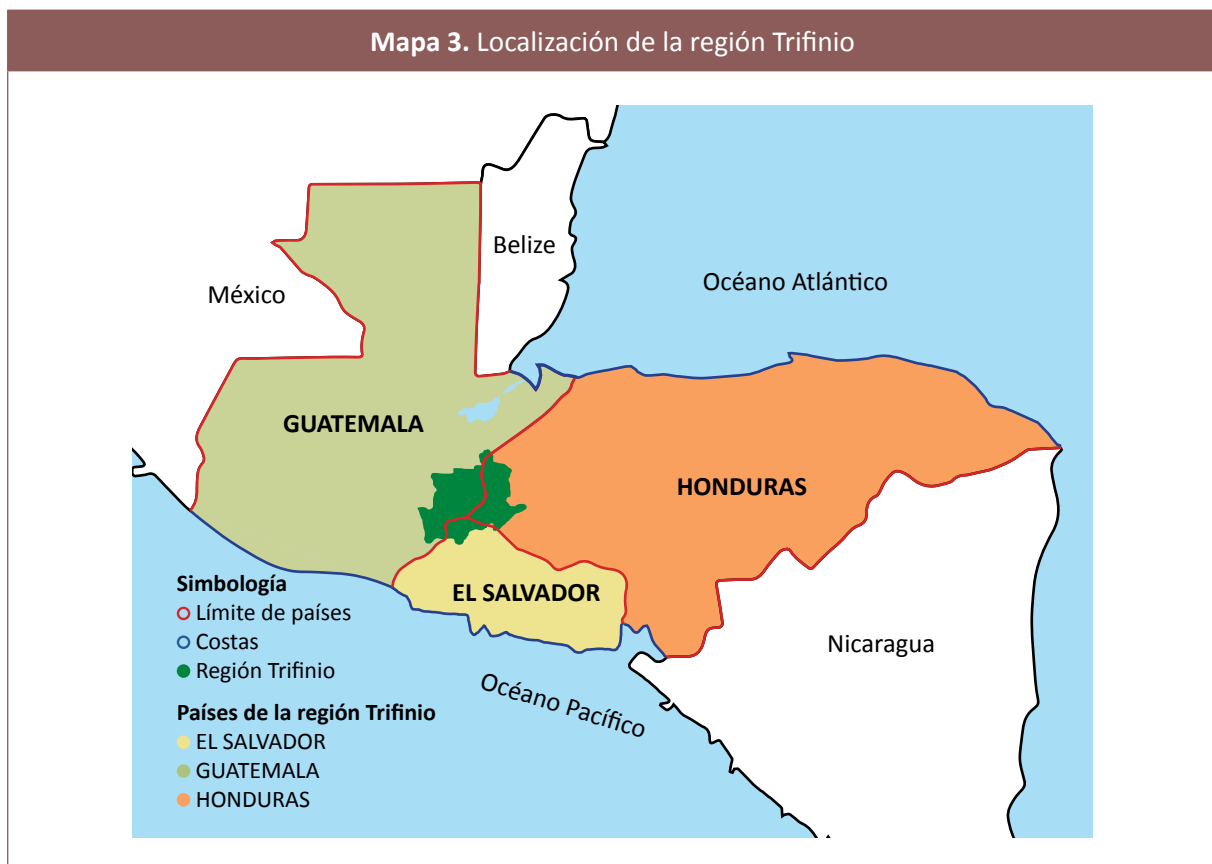 Mapa 3. Localización de la región Trifinio
México
Belize
Océano Atlántico
GUATEMALA
HONDURAS
EL SALVADOR
Nicaragua
Océano Pacífico
Simbología
Límite de países
Costas
Región Trifinio
Países de la región Trifinio
EL SALVADOR
GUATEMALA
HONDURAS